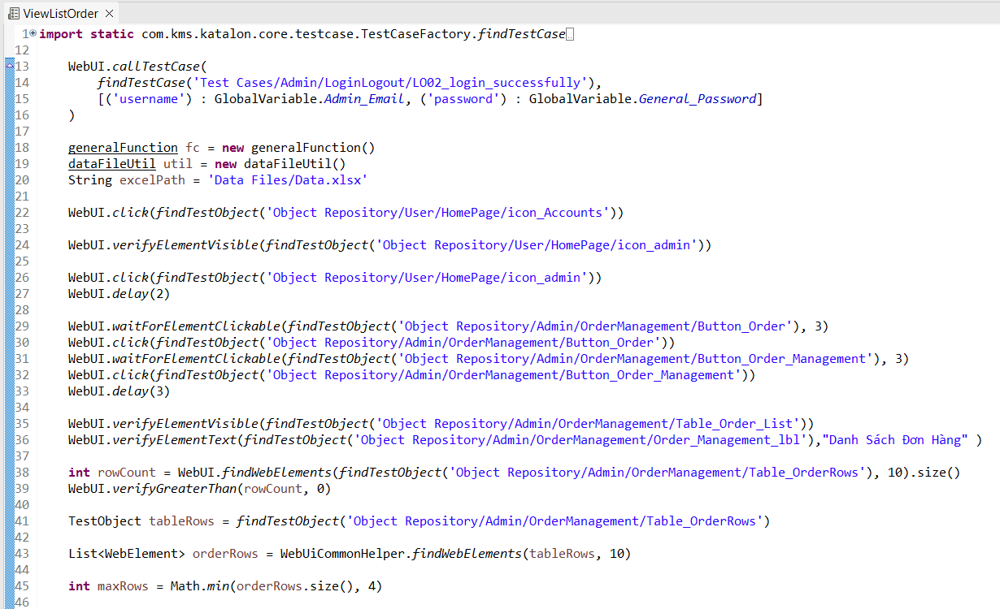 ViewListOrder
1 import static com.kms.katalon.core.testcase.TestCaseFactory.findTestCase
12
13 WebUI.callTestCase(
14 findTestCase('Test Cases/Admin/LoginLogout/LO02_login_successfully'),
15 [('username') : GlobalVariable.Admin_Email, ('password') : GlobalVariable.General_Password]
16 )
17
18 generalFunction fc = new generalFunction()
19 dataFileUtil util = new dataFileUtil()
20 String excelPath = 'Data Files/Data.xlsx'
21
22 WebUI.click(findTestObject('Object Repository/User/HomePage/icon_Accounts'))
23
24 WebUI.verifyElementVisible(findTestObject('Object Repository/User/HomePage/icon_admin'))
25
26 WebUI.click(findTestObject('Object Repository/User/HomePage/icon_admin'))
27 WebUI.delay(2)
28
29 WebUI.waitForElementClickable(findTestObject('Object Repository/Admin/OrderManagement/Button_Order'), 3)
30 WebUI.click(findTestObject('Object Repository/Admin/OrderManagement/Button_Order'))
31 WebUI.waitForElementClickable(findTestObject('Object Repository/Admin/OrderManagement/Button_Order_Management'), 3)
32 WebUI.click(findTestObject('Object Repository/Admin/OrderManagement/Button_Order_Management'))
33 WebUI.delay(3)
34
35 WebUI.verifyElementVisible(findTestObject('Object Repository/Admin/OrderManagement/Table_Order_List'))
36 WebUI.verifyElementText(findTestObject('Object Repository/Admin/OrderManagement/Order_Management_lbl'),"Danh Sách Đơn Hàng" )
37
38 int rowCount = WebUI.findWebElements(findTestObject('Object Repository/Admin/OrderManagement/Table_OrderRows'), 10).size()
39 WebUI.verifyGreaterThan(rowCount, 0)
40
41 TestObject tableRows = findTestObject('Object Repository/Admin/OrderManagement/Table_OrderRows')
42
43 List<WebElement> orderRows = WebUiCommonHelper.findWebElements(tableRows, 10)
44
45 int maxRows = Math.min(orderRows.size(), 4)
46